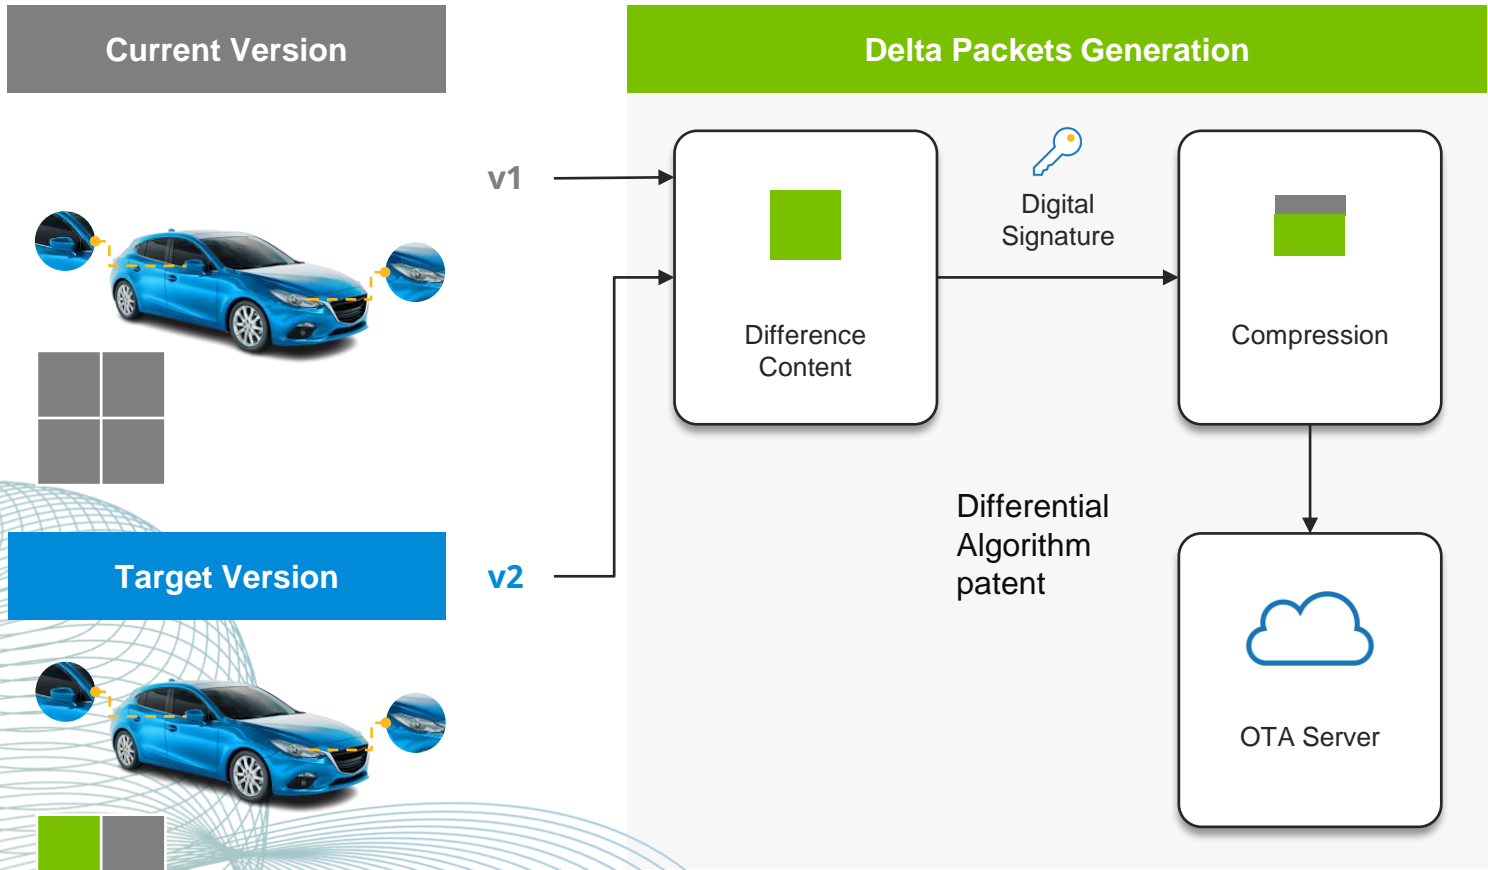 Current Version
Delta Packets Generation
v1
Digital
Signature
Difference
Content
Compression
Differential
Algorithm
patent
Target Version
v2
OTA Server